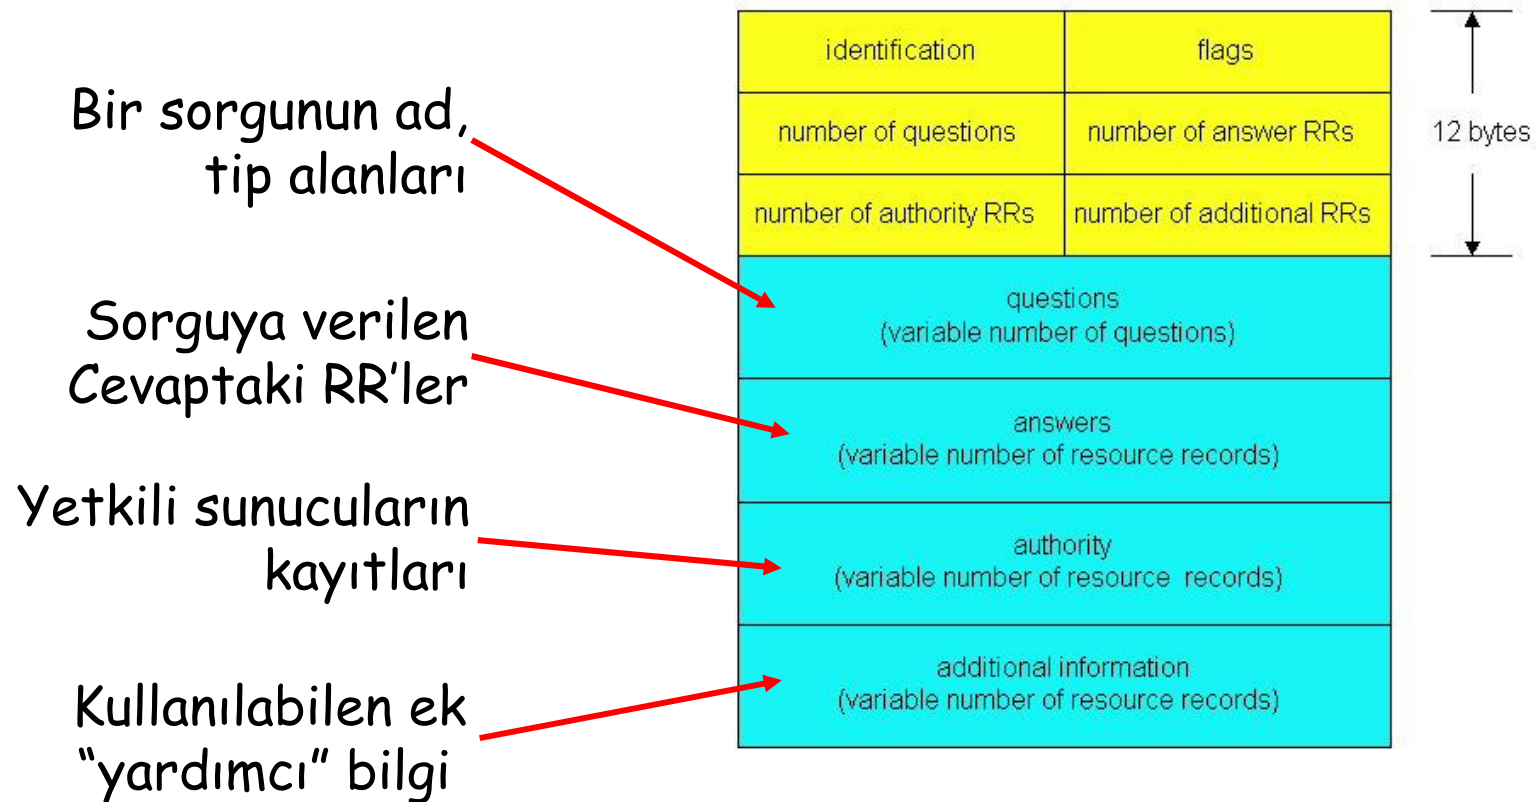 Bir sorgunun ad,
tip alanları
Sorguya verilen
Cevaptaki RR’ler
Yetkili sunucuların
kayıtları
Kullanılabilen ek
“yardımcı” bilgi
identification
flags
number of questions
number of answer RRs
number of authority RRs
number of additional RRs
12 bytes
questions
(variable number of questions)
answers
(variable number of resource records)
authority
(variable number of resource records)
additional information
(variable number of resource records)